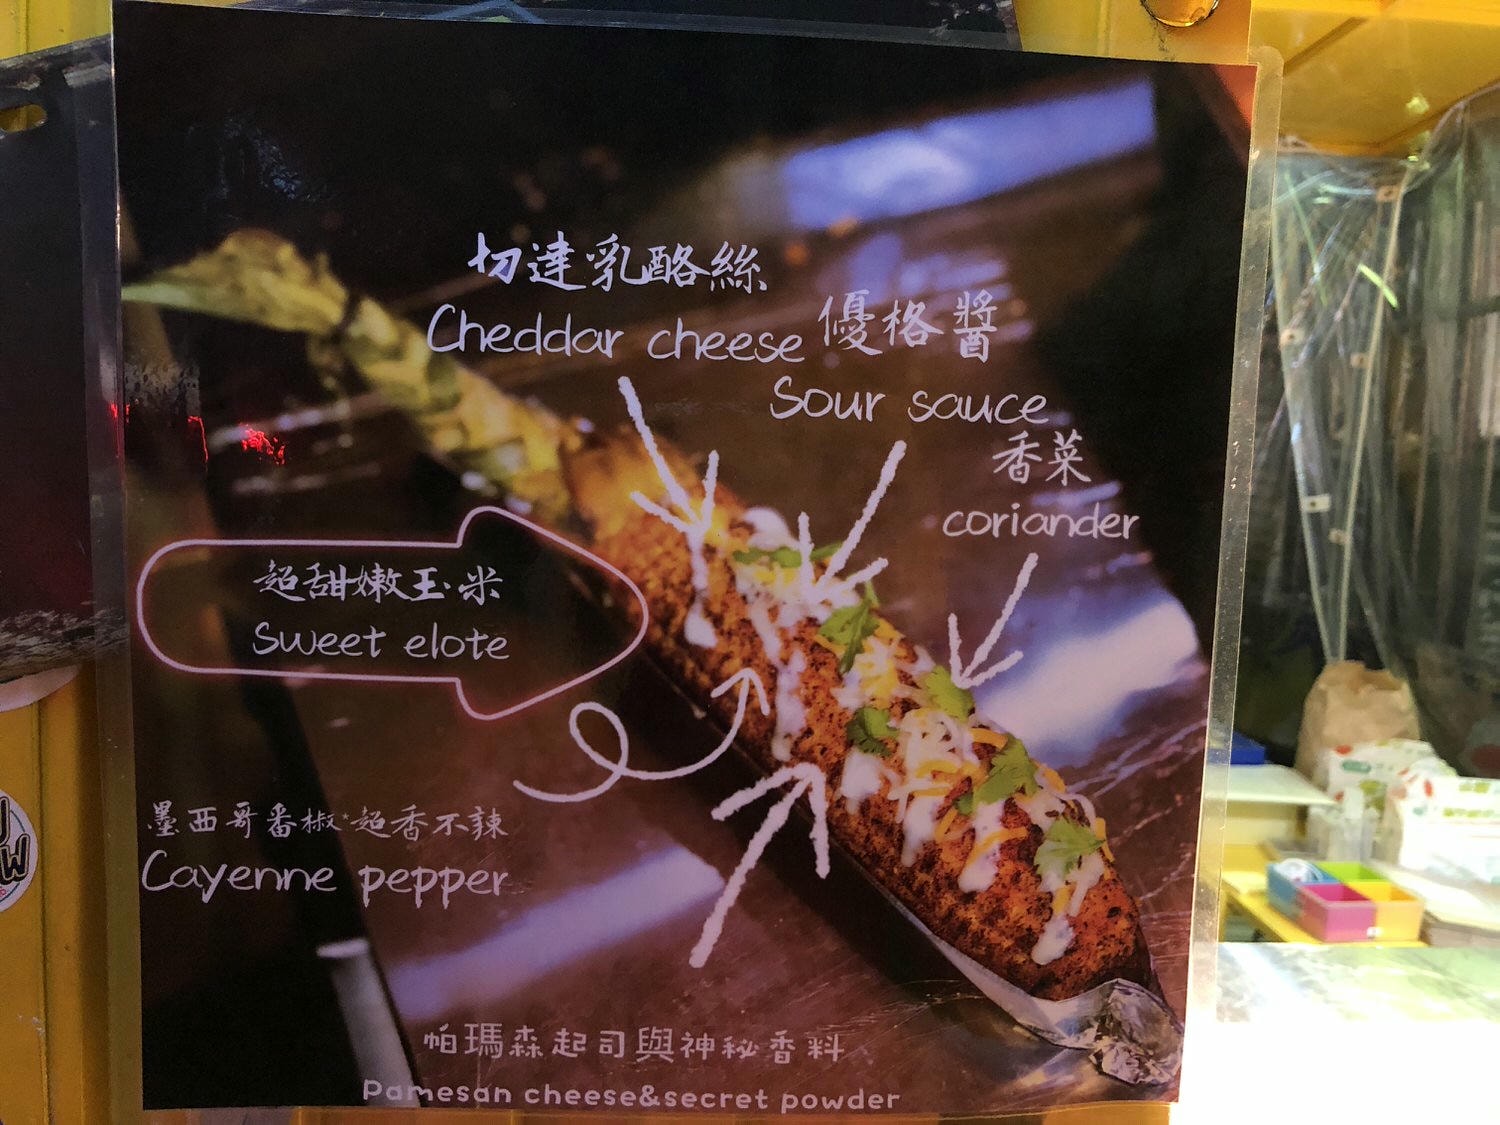 切達乳酪絲
Cheddar cheese
優格醬
Sour sauce
香菜
coriander
超甜嫩玉米
Sweet elote
墨西哥番椒*超香不辣
Cayenne pepper
帕瑪森起司與神秘香料
Pamesan cheese&secret powder